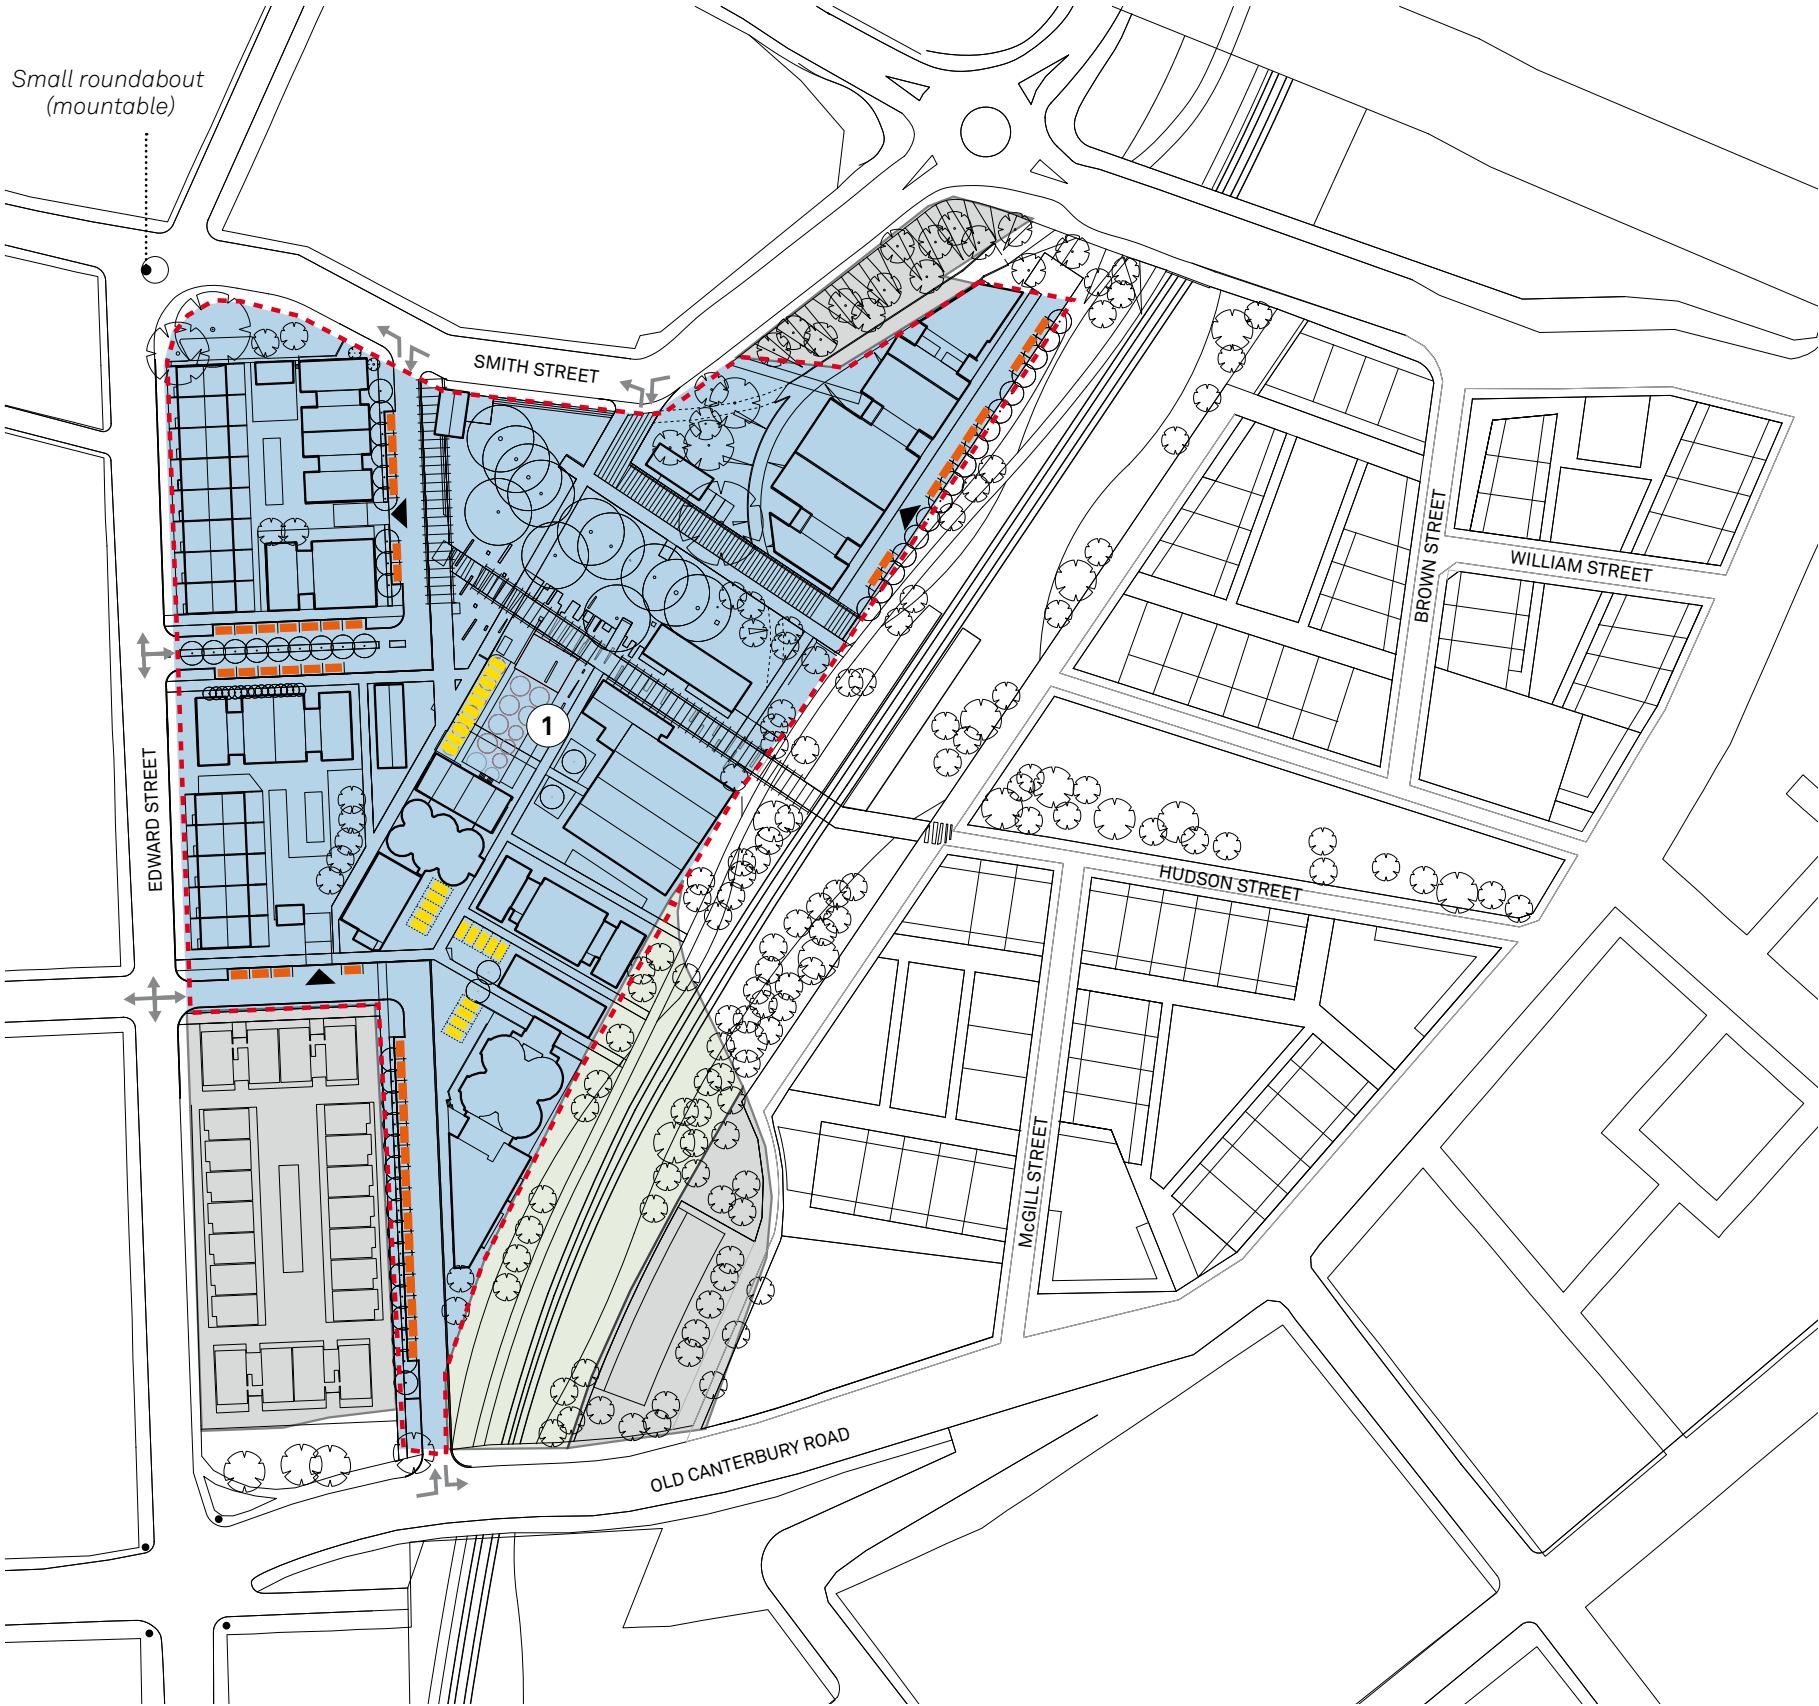 Small roundabout
(mountable)
SMITH STREET
BROWN STREET
WILLIAM STREET
1
EDWARD STREET
HUDSON STREET
McGILL STREET
OLD CANTERBURY ROAD